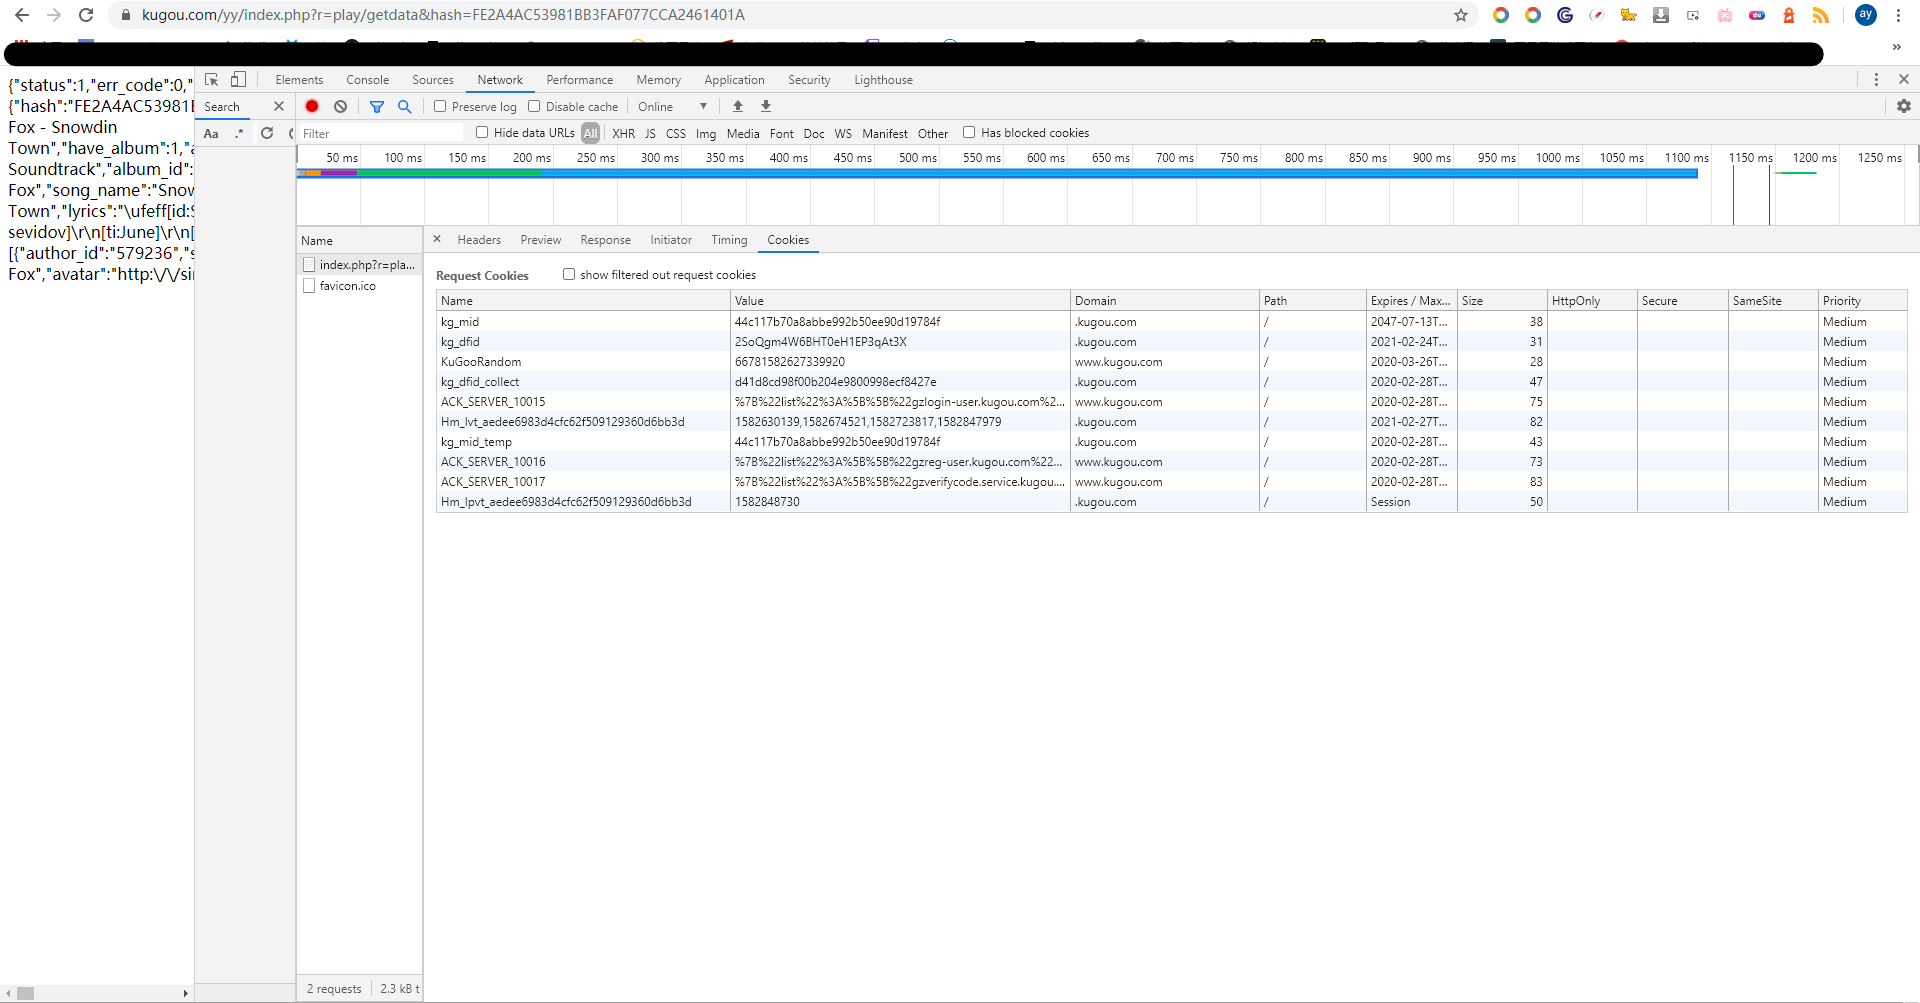 kugou.com/yy/index.php?r=play/getdata&hash=FE2A4AC53981BB3FAF077CCA2461401A
ay
»
{"status":1,"err_code":0,"
{"hash":"FE2A4AC53981
Fox - Snowdin
Town","have_album":1,"
Soundtrack","album_id":
Fox","song_name":"Snow
Town","lyrics":"\ufeff[id:
sevidov]\r\n[ti:June]\r\n[
[{"author_id":"579236","s
Fox","avatar":"http:\/\/sin
Elements Console Sources Network Performance Memory Application Security Lighthouse
Search
Aa .*
Preserve log Disable cache Online
Filter
Hide data URLs All XHR JS CSS Img Media Font Doc WS Manifest Other Has blocked cookies
50 ms 100 ms 150 ms 200 ms 250 ms 300 ms 350 ms 400 ms 450 ms 500 ms 550 ms 600 ms 650 ms 700 ms 750 ms 800 ms 850 ms 900 ms 950 ms 1000 ms 1050 ms 1100 ms 1150 ms 1200 ms 1250 ms
Name
index.php?r=pla...
favicon.ico
Headers Preview Response Initiator Timing Cookies
Request Cookies show filtered out request cookies
Name Value Domain Path Expires / Max... Size HttpOnly Secure SameSite Priority
kg_mid 44c117b70a8abbe992b50ee90d19784f .kugou.com / 2047-07-13T... 38 Medium
kg_dfid 2SoQgm4W6BHT0eH1EP3qAt3X .kugou.com / 2021-02-24T... 31 Medium
KuGooRandom 66781582627339920 www.kugou.com / 2020-03-26T... 28 Medium
kg_dfid_collect d41d8cd98f00b204e9800998ecf8427e .kugou.com / 2020-02-28T... 47 Medium
ACK_SERVER_10015 %7B%22list%22%3A%5B%5B%22gzlogin-user.kugou.com%2... www.kugou.com / 2020-02-28T... 75 Medium
Hm_lvt_aedee6983d4cfc62f509129360d6bb3d 1582630139,1582674521,1582723817,1582847979 .kugou.com / 2021-02-27T... 82 Medium
kg_mid_temp 44c117b70a8abbe992b50ee90d19784f .kugou.com / 2020-02-28T... 43 Medium
ACK_SERVER_10016 %7B%22list%22%3A%5B%5B%22gzreg-user.kugou.com%22... www.kugou.com / 2020-02-28T... 73 Medium
ACK_SERVER_10017 %7B%22list%22%3A%5B%5B%22gzverifycode.service.kugou.... www.kugou.com / 2020-02-28T... 83 Medium
Hm_lpvt_aedee6983d4cfc62f509129360d6bb3d 1582848730 .kugou.com / Session 50 Medium
2 requests 2.3 kB t